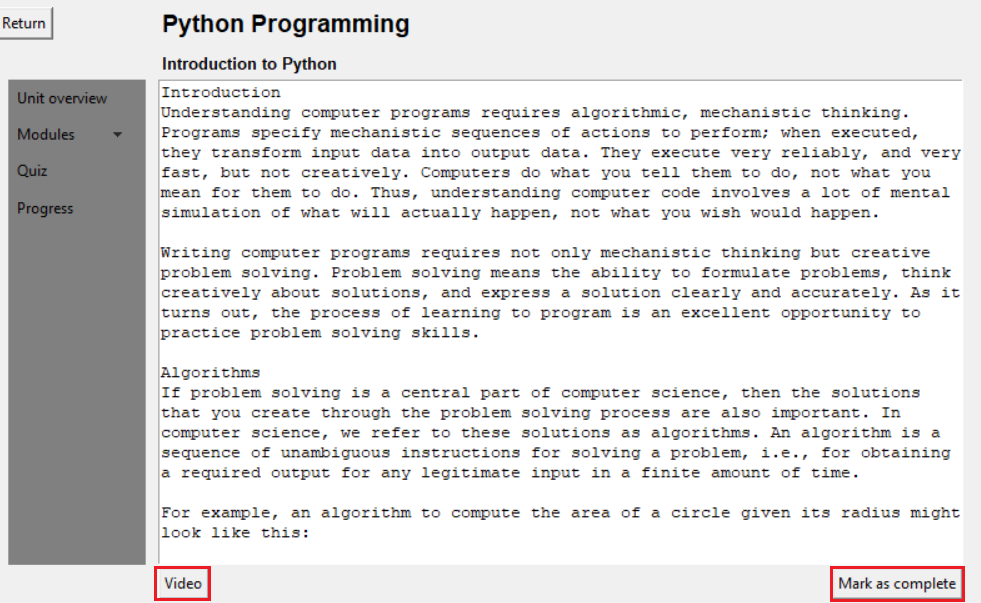 Return
Python Programming
Introduction to Python
Unit overview
Modules
Quiz
Progress
Introduction
Understanding computer programs requires algorithmic, mechanistic thinking.
Programs specify mechanistic sequences of actions to perform; when executed,
they transform input data into output data. They execute very reliably, and very
fast, but not creatively. Computers do what you tell them to do, not what you
mean for them to do. Thus, understanding computer code involves a lot of mental
simulation of what will actually happen, not what you wish would happen.
Writing computer programs requires not only mechanistic thinking but creative
problem solving. Problem solving means the ability to formulate problems, think
creatively about solutions, and express a solution clearly and accurately. As it
turns out, the process of learning to program is an excellent opportunity to
practice problem solving skills.
Algorithms
If problem solving is a central part of computer science, then the solutions
that you create through the problem solving process are also important. In
computer science, we refer to these solutions as algorithms. An algorithm is a
sequence of unambiguous instructions for solving a problem, i.e., for obtaining
a required output for any legitimate input in a finite amount of time.
For example, an algorithm to compute the area of a circle given its radius might
look like this:
Video
Mark as complete